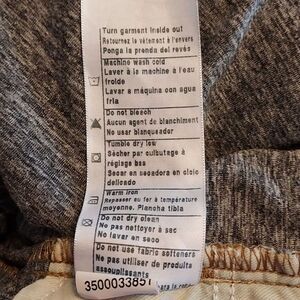 Turn garment inside out
Retournez le vêtement à l'envers
Ponga la prenda del revés
Machine wash cold
Laver à la machine à l'eau
froide
Lavar a máquina con agua
fria
Do not bleach
Aucun agent de blanchiment
No usar blanqueador
Tumble dry low
Sécher par culbutage à
réglage bas
Secar en secadora en ciclo
delicado
Warm iron
Repasser au fer à température
moyenne. Plancha tibia
Do not dry clean
Ne pas nettoyer à sec
No lavar en seco
Do not use fabric softeners
Ne pas utiliser de produits
assouplissants
3500033851